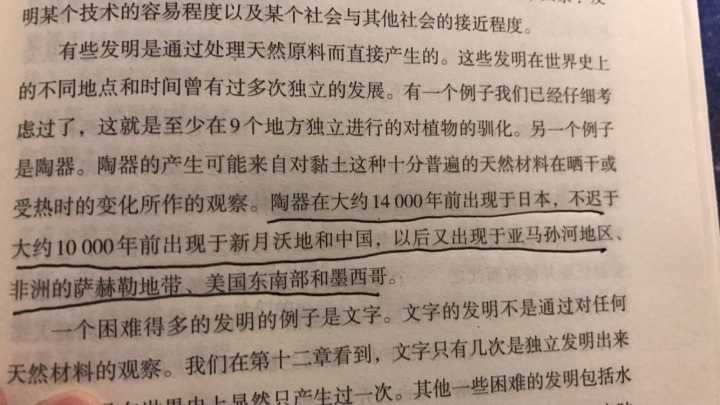 明某个技术的容易程度以及某个社会与其他社会的接近程度。
有些发明是通过处理天然原料而直接产生的。这些发明在世界史上
的不同地点和时间曾有过多次独立的发展。有一个例子我们已经仔细考
虑过了，这就是至少在9个地方独立进行的对植物的驯化。另一个例子
是陶器。陶器的产生可能来自对黏土这种十分普遍的天然材料在晒干或
受热时的变化所作的观察。陶器在大约14 000年前出现于日本，不迟于
大约10 000年前出现于新月沃地和中国，以后又出现于亚马孙河地区、
非洲的萨赫勒地带、美国东南部和墨西哥。
一个困难得多的发明的例子是文字。文字的发明不是通过对任何
天然材料的观察。我们在第十二章看到，文字只有几次是独立发明出来
在世界史上显然只产生过一次。其他一些困难的发明包括水